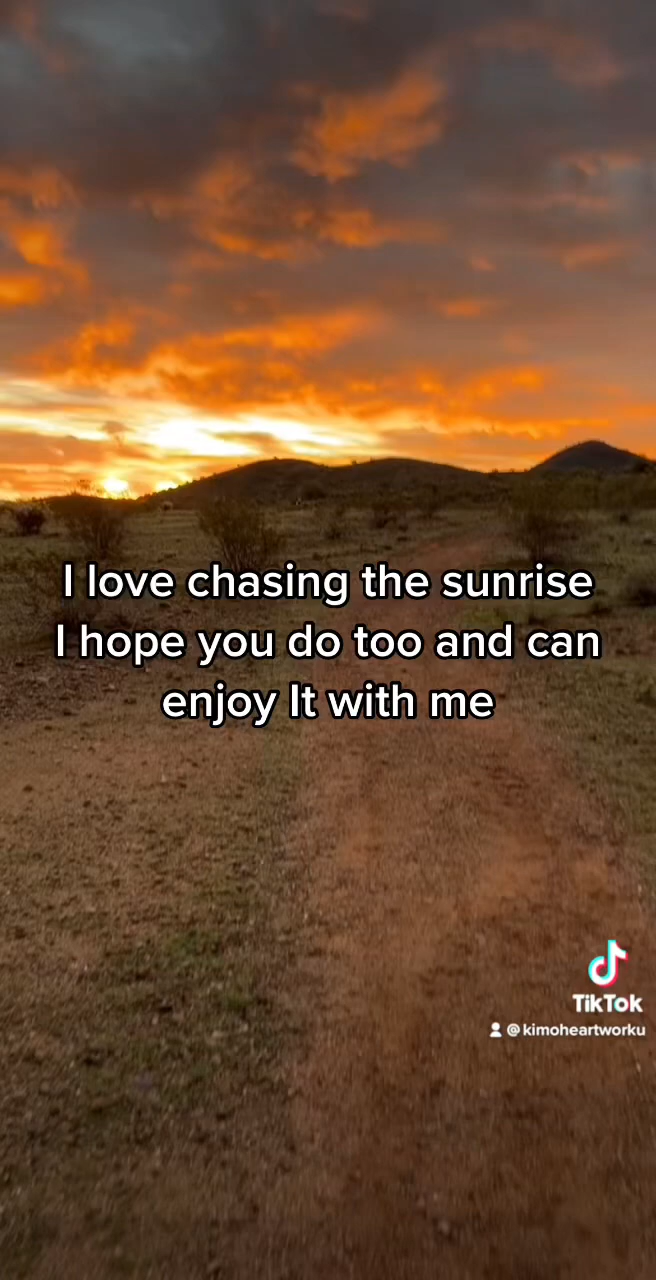 I love chasing the sunrise
I hope you do too and can
enjoy It with me
TikTok
@kimoheartworku